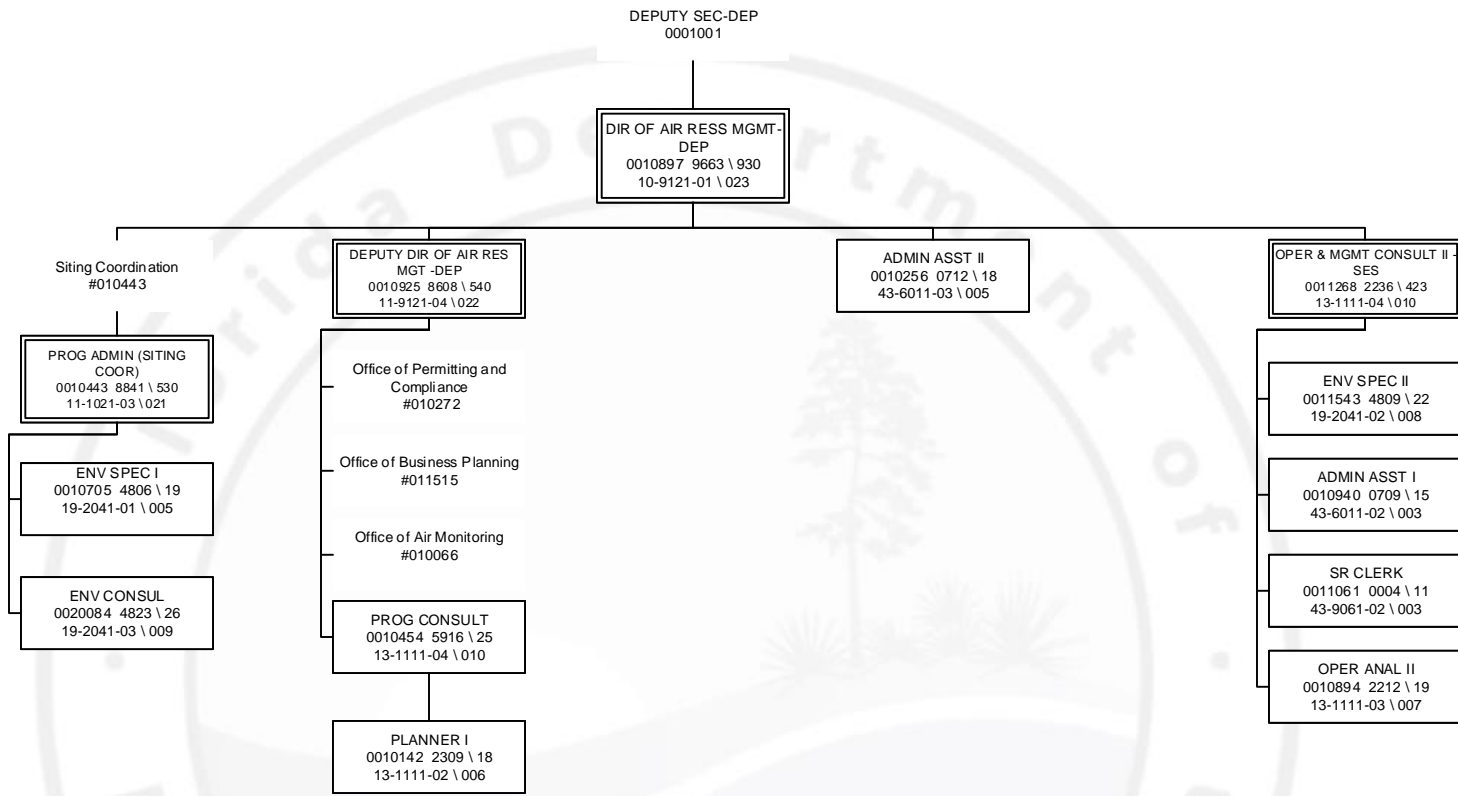 DEPUTY SEC-DEP
0001001
DIR OF AIR RESS MGMT-
DEP
0010897 9663 \ 930
10-9121-01 \ 023
Siting Coordination
#010443
DEPUTY DIR OF AIR RES
MGT -DEP
0010925 8608 \ 540
11-9121-04 \ 022
ADMIN ASST II
0010256 0712 \ 18
43-6011-03 \ 005
OPER & MGMT CONSULT II -
SES
0011268 2236 \ 423
13-1111-04 \ 010
PROG ADMIN (SITING
COOR)
0010443 8841 \ 530
11-1021-03 \ 021
ENV SPEC I
0010705 4806 \ 19
19-2041-01 \ 005
ENV CONSUL
0020084 4823 \ 26
19-2041-03 \ 009
Office of Permitting and
Compliance
#010272
Office of Business Planning
#011515
Office of Air Monitoring
#010066
PROG CONSULT
0010454 5916 \ 25
13-1111-04 \ 010
PLANNER I
0010142 2309 \ 18
13-1111-02 \ 006
ENV SPEC II
0011543 4809 \ 22
19-2041-02 \ 008
ADMIN ASST I
0010940 0709 \ 15
43-6011-02 \ 003
SR CLERK
0011061 0004 \ 11
43-9061-02 \ 003
OPER ANAL II
0010894 2212 \ 19
13-1111-03 \ 007